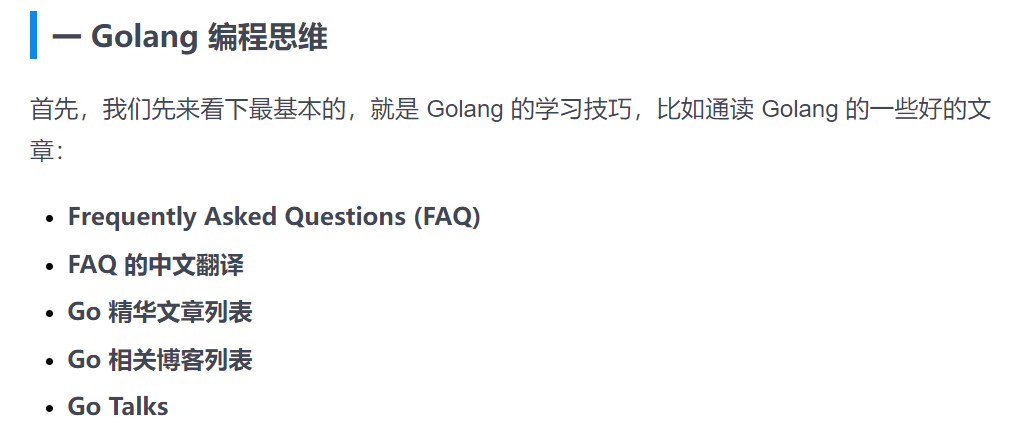 一 Golang 编程思维
首先，我们先来看下最基本的，就是 Golang 的学习技巧，比如通读 Golang 的一些好的文
章：
Frequently Asked Questions (FAQ)
FAQ 的中文翻译
Go 精华文章列表
Go 相关博客列表
Go Talks